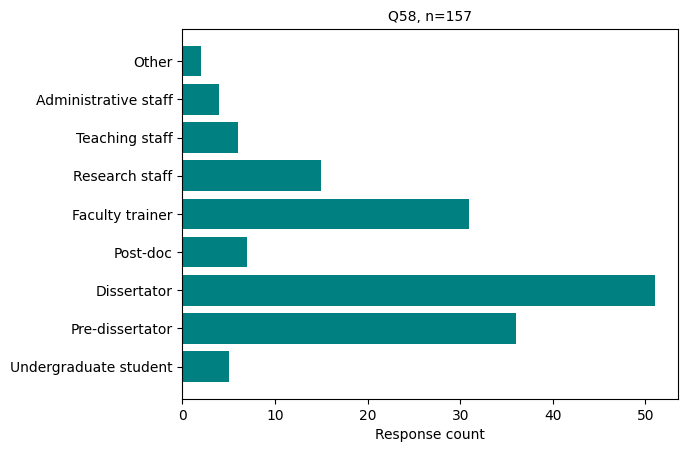 Q58, n=157
Other
Administrative staff
Teaching staff
Research staff
Faculty trainer
Post-doc
Dissertator
Pre-dissertator
Undergraduate student
0 10 20 30 40 50
Response count